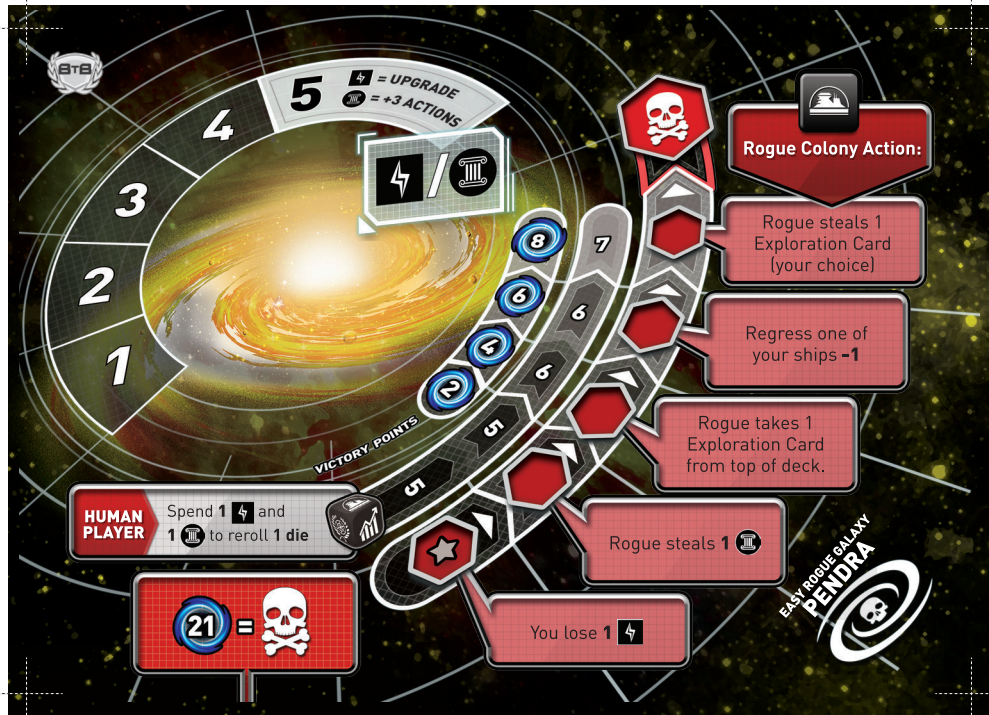 BTB
5 = UPGRADE
= +3 ACTIONS
4
3
2
1
/
8
6
4
2
VICTORY POINTS
7
6
6
5
5
Rogue Colony Action:
Rogue steals 1
Exploration Card
(your choice)
Regress one of
your ships -1
Rogue takes 1
Exploration Card
from top of deck.
Rogue steals 1
You lose 1
HUMAN
PLAYER
Spend 1 and
1 to reroll 1 die
21 =
EASY ROGUE GALAXY
PENDRA